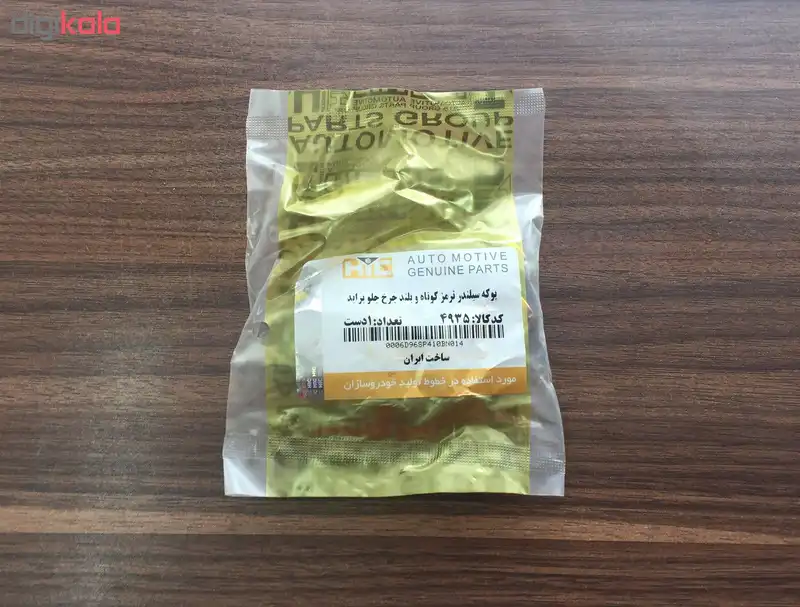 digikala
PARTS GROUP
AUTOMOTIVE
AUTO MOTIVE
GENUINE PARTS
بوکه سیلندر ترمز کوتاه و بلند چرخ جلو پراید
کدکالا: ۴۹۳۵ تعداد: ۱دست
0006D96SP410BN014
ساخت ایران
مورد استفاده در خطوط تولید خودروسازان